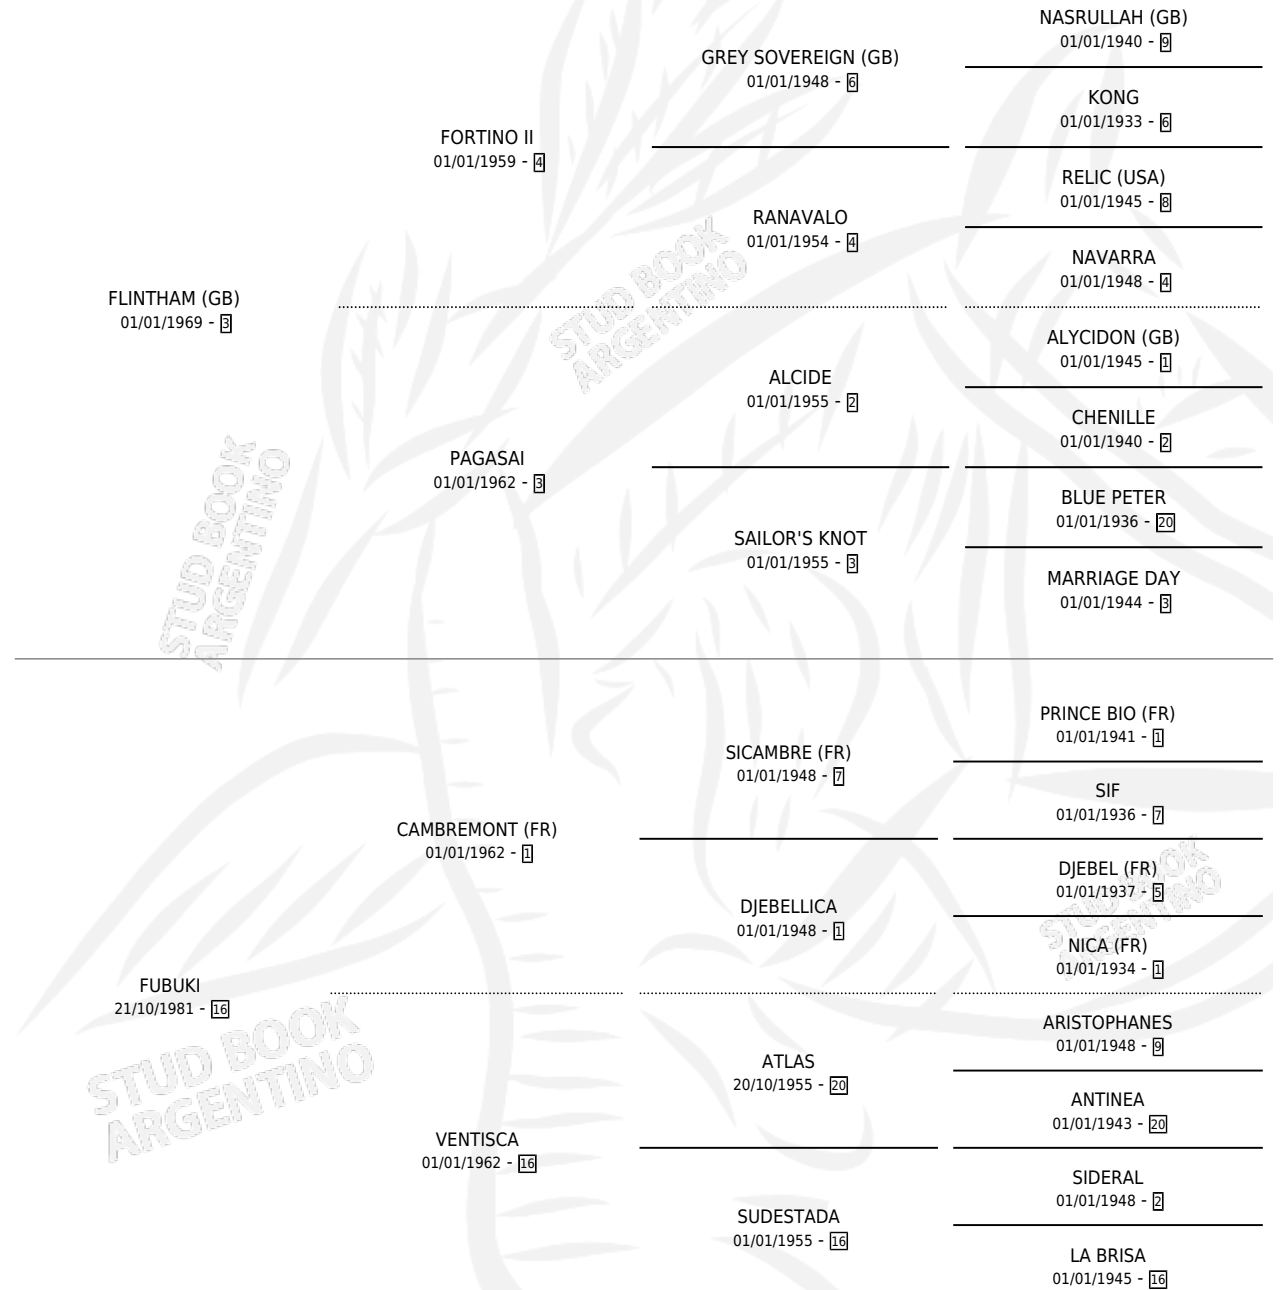 NASRULLAH (GB)
01/01/1940 - 9
GREY SOVEREIGN (GB)
01/01/1948 - 6
KONG
01/01/1933 - 6
FORTINO II
01/01/1959 - 4
RELIC (USA)
01/01/1945 - 8
RANAVALO
01/01/1954 - 4
NAVARRA
01/01/1948 - 4
FLINTHAM (GB)
01/01/1969 - 3
ALYCIDON (GB)
01/01/1945 - 1
ALCIDE
01/01/1955 - 2
CHENILLE
01/01/1940 - 2
PAGASAI
01/01/1962 - 3
BLUE PETER
01/01/1936 - 20
SAILOR'S KNOT
01/01/1955 - 3
MARRIAGE DAY
01/01/1944 - 3
PRINCE BIO (FR)
01/01/1941 - 1
SICAMBRE (FR)
01/01/1948 - 7
SIF
01/01/1936 - 7
CAMBREMONT (FR)
01/01/1962 - 1
DJEBEL (FR)
01/01/1937 - 5
DJEBELLICA
01/01/1948 - 1
NICA (FR)
01/01/1934 - 1
FUBUKI
21/10/1981 - 16
ARISTOPHANES
01/01/1948 - 9
ATLAS
20/10/1955 - 20
ANTINEA
01/01/1943 - 20
VENTISCA
01/01/1962 - 16
SIDERAL
01/01/1948 - 2
SUDESTADA
01/01/1955 - 16
LA BRISA
01/01/1945 - 16
STUD BOOK
ARGENTINO
STUD BOOK
ARGENTINO
STUD BOOK
ARGENTINO
STUD BOOK
ARGENTINO